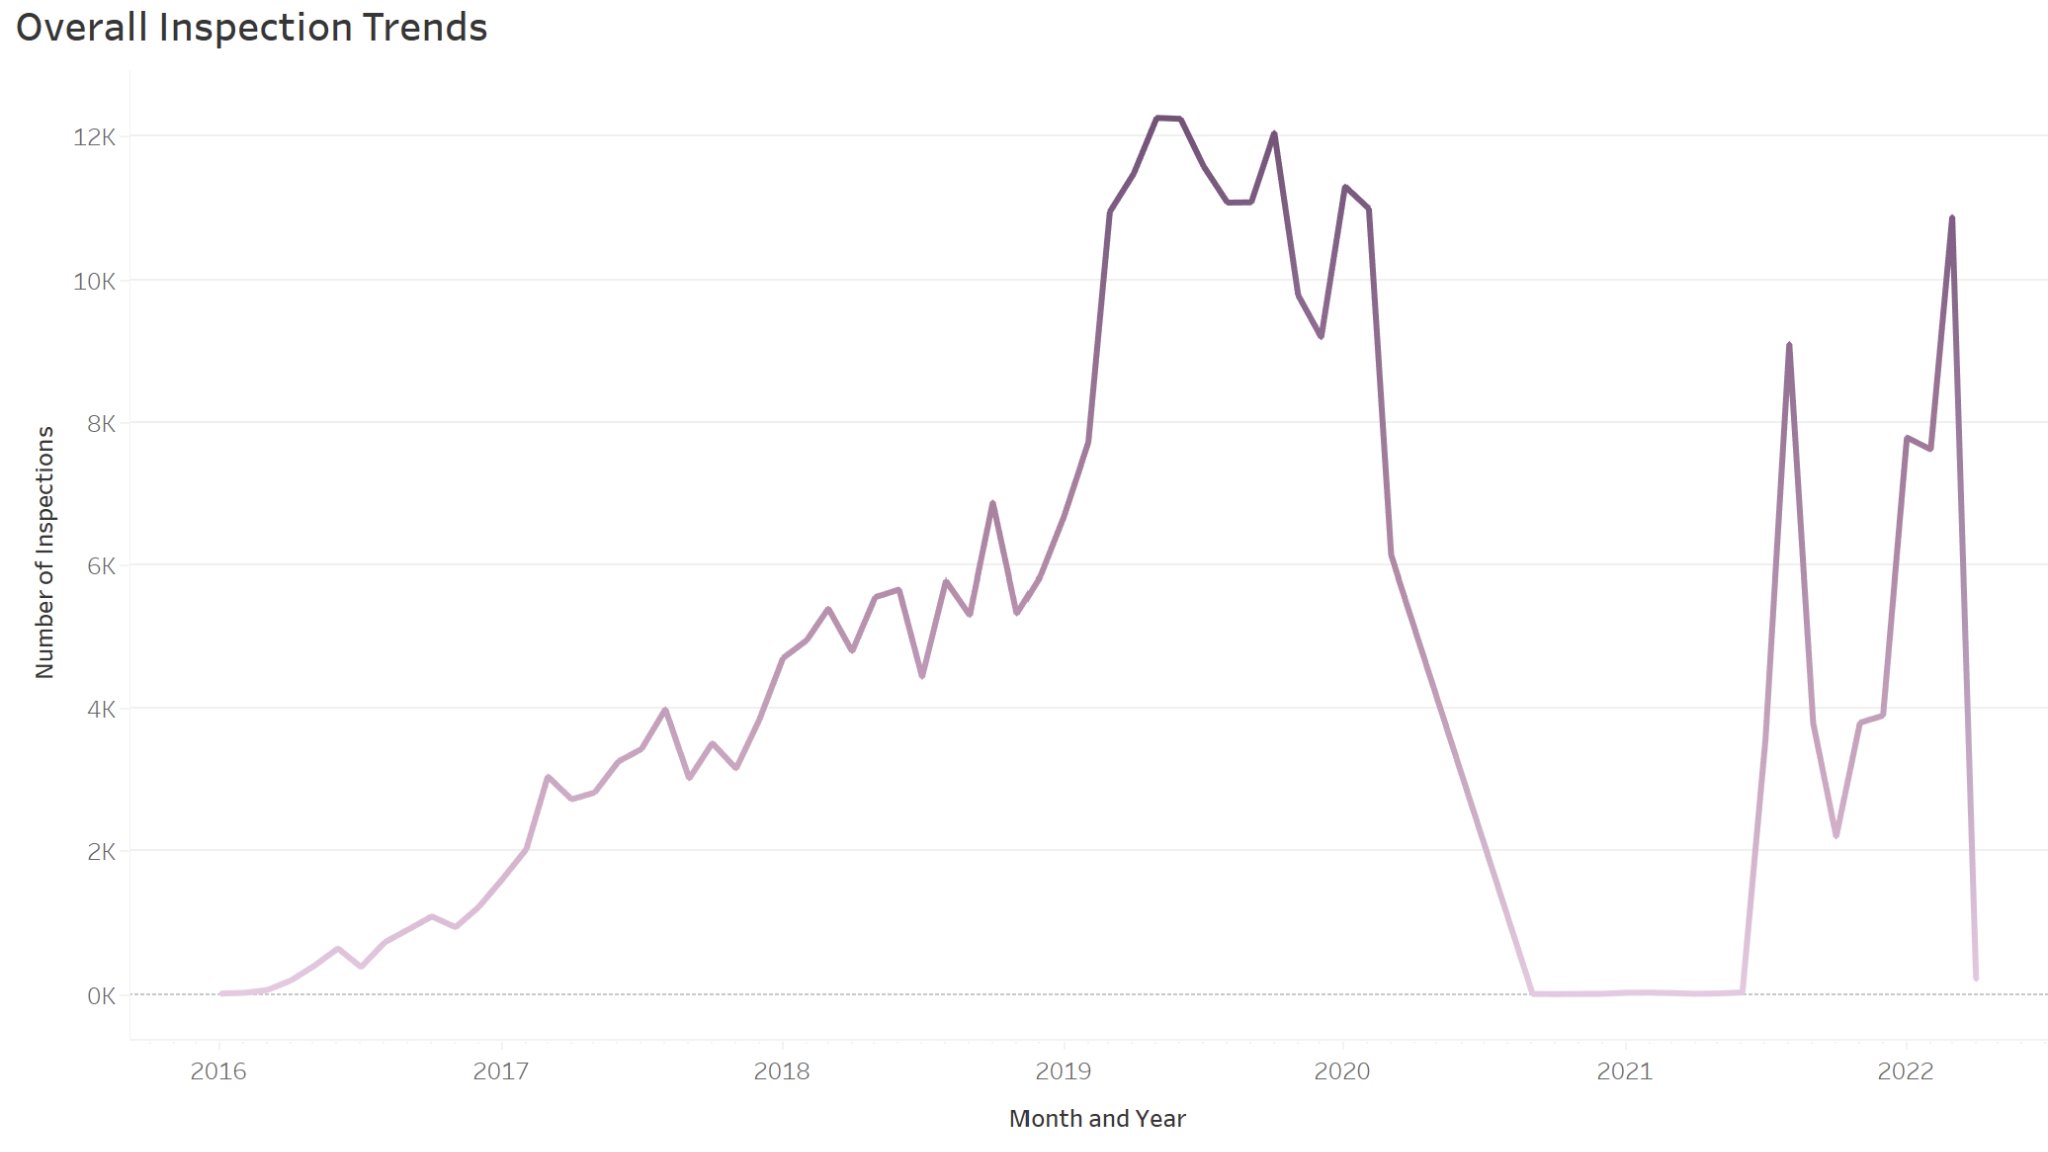 Overall Inspection Trends
12K
10K
8K
6K
4K
2K
0K
Number of Inspections
2016 2017 2018 2019 2020 2021 2022
Month and Year